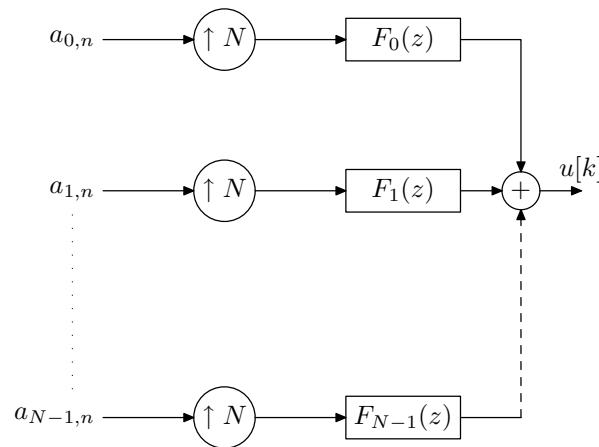 a_{0,n} ↑ N F_0(z)
u[k]
a_{1,n} ↑ N F_1(z) +
a_{N−1,n} ↑ N F_{N−1}(z)